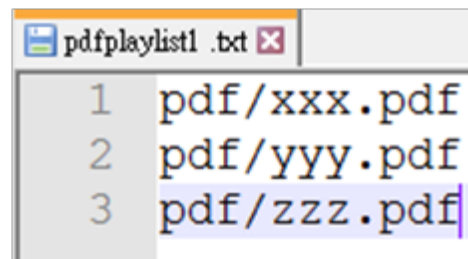 pdfplaylist1 .txt
1 pdf/xxx.pdf
2 pdf/yyy.pdf
3 pdf/zzz.pdf